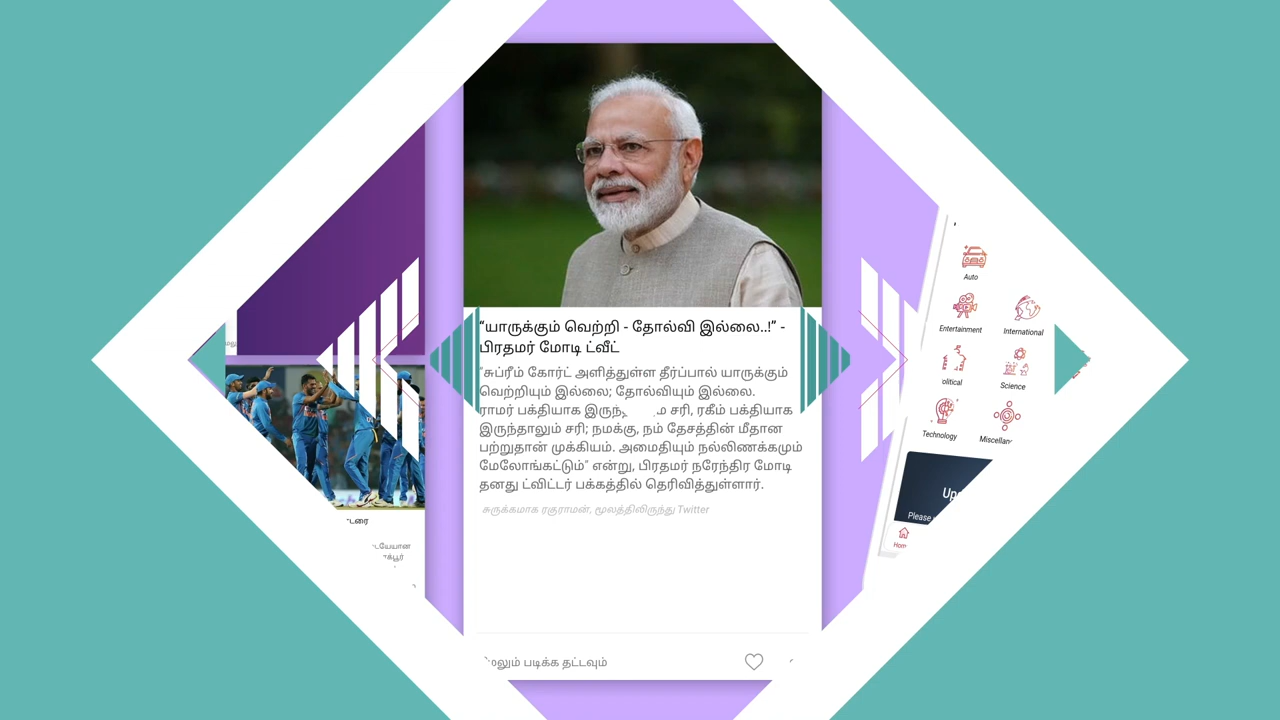 “யாருக்கும் வெற்றி - தோல்வி இல்லை..!” -
பிரதமர் மோடி ட்வீட்
"சுப்ரீம் கோர்ட் அளித்துள்ள தீர்ப்பால் யாருக்கும்
வெற்றியும் இல்லை; தோல்வியும் இல்லை.
ராமர் பக்தியாக சரி, ரகீம் பக்தியாக
இருந்தாலும் சரி; நமக்கு, நம் தேசத்தின் மீதான
பற்றுதான் முக்கியம். அமைதியும் நல்லிணக்கமும்
மேலோங்கட்டும்" என்று, பிரதமர் நரேந்திர மோடி
தனது ட்விட்டர் பக்கத்தில் தெரிவித்துள்ளார்.
சுருக்கமாக ரகுராமன், மூலத்திலிருந்து Twitter
படிக்க தட்டவும்
Auto
Entertainment
International
Science
Technology
Please